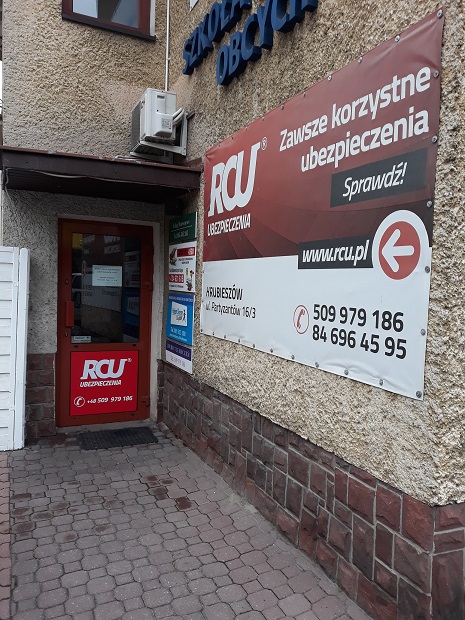 SZKOŁA
OBCYCH
RCU®
UBEZPIECZENIA
Zawsze korzystne
ubezpieczenia
Sprawdź!
www.rcu.pl
HRUBIESZÓW
ul. Partyzantów 16/3
509 979 186
84 696 45 95
RCU
UBEZPIECZENIA
+48 509 979 186